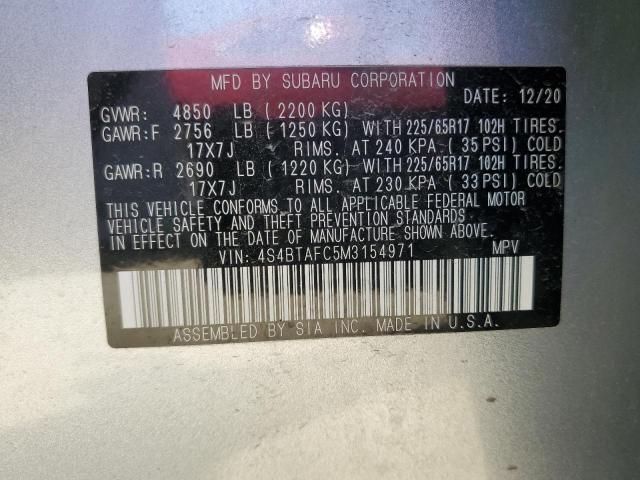 MFD BY SUBARU CORPORATION
DATE: 12/20
GVWR: 4850 LB ( 2200 KG)
GAWR:F 2756 LB ( 1250 KG) WITH 225/65R17 102H TIRES.
17X7J RIMS. AT 240 KPA ( 35 PSI) COLD
GAWR:R 2690 LB ( 1220 KG) WITH 225/65R17 102H TIRES.
17X7J RIMS. AT 230 KPA ( 33 PSI) COLD
THIS VEHICLE CONFORMS TO ALL APPLICABLE FEDERAL MOTOR
VEHICLE SAFETY AND THEFT PREVENTION STANDARDS
IN EFFECT ON THE DATE OF MANUFACTURE SHOWN ABOVE.
VIN: 4S4BTAFC5M3154971 MPV
ASSEMBLED BY SIA INC. MADE IN U.S.A.